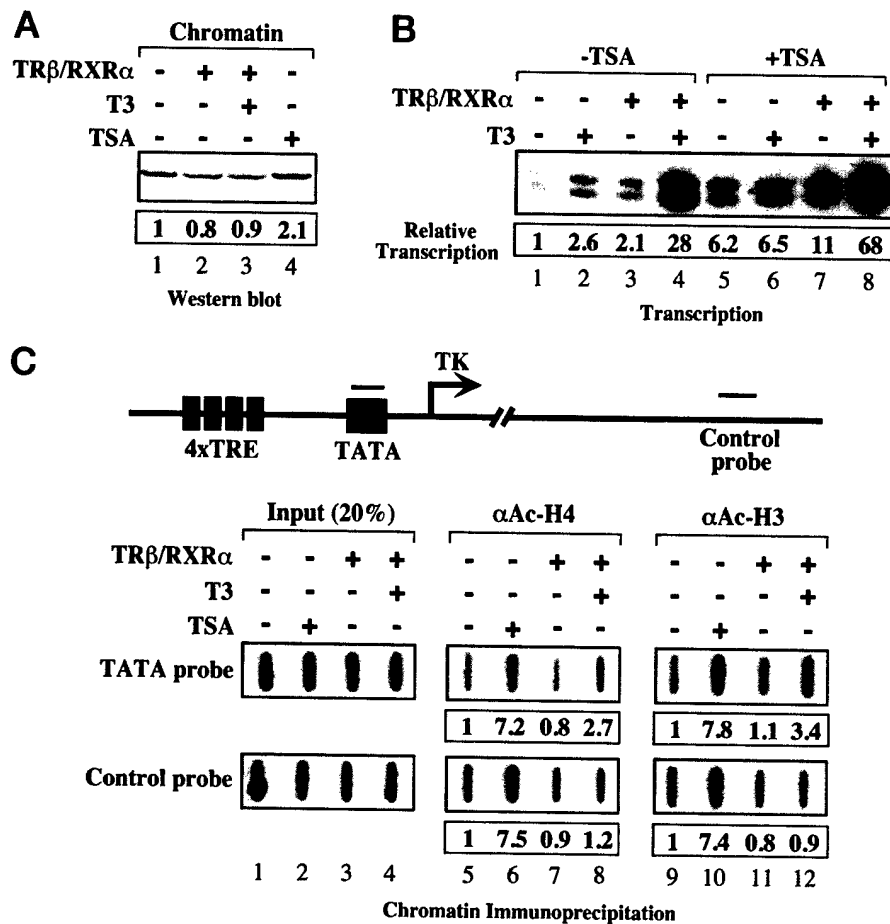 A
Chromatin
TRβ/RXRα - + + -
T3 - - + -
TSA - - - +
1 0.8 0.9 2.1
1 2 3 4
Western blot
B
-TSA +TSA
TRβ/RXRα - - + + - - + +
T3 - + - + - + - +
Relative Transcription 1 2.6 2.1 28 6.2 6.5 11 68
1 2 3 4 5 6 7 8
Transcription
C
TK
4xTRE TATA Control probe
Input (20%) αAc-H4 αAc-H3
TRβ/RXRα - - + + - - + + - - + +
T3 - - - + - - - + - - - +
TSA - + - - - + - - - + - -
TATA probe
1 7.2 0.8 2.7 1 7.8 1.1 3.4
Control probe
1 7.5 0.9 1.2 1 7.4 0.8 0.9
1 2 3 4 5 6 7 8 9 10 11 12
Chromatin Immunoprecipitation